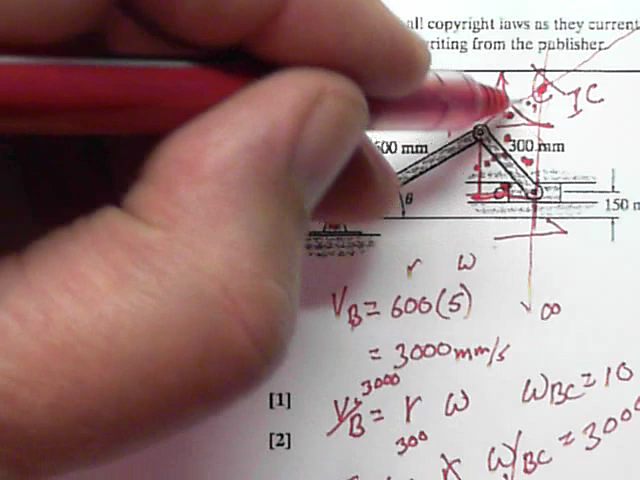 all copyright laws as they current
writing from the publisher.
IC
600 mm
300 mm
θ
150 m
r ω
V_B = 600(5)
∞
= 3000 mm/s
3000
V_B = r ω
ω_BC = 10
300
[1]
[2]
ω_BC = 3000